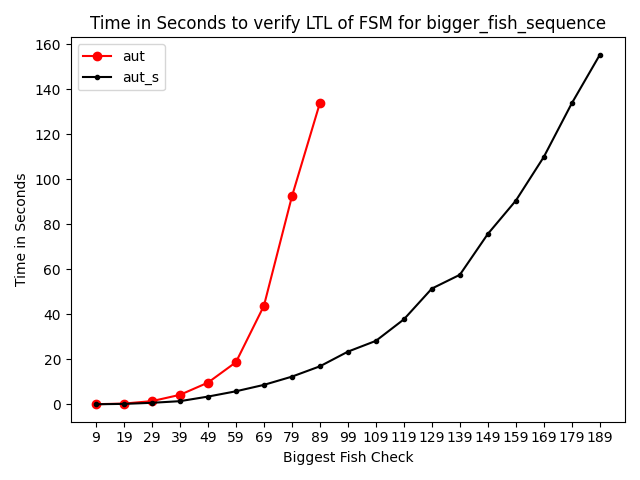 Time in Seconds to verify LTL of FSM for bigger_fish_sequence
aut
aut_s
160
140
120
100
80
60
40
20
0
Time in Seconds
9 19 29 39 49 59 69 79 89 99 109 119 129 139 149 159 169 179 189
Biggest Fish Check